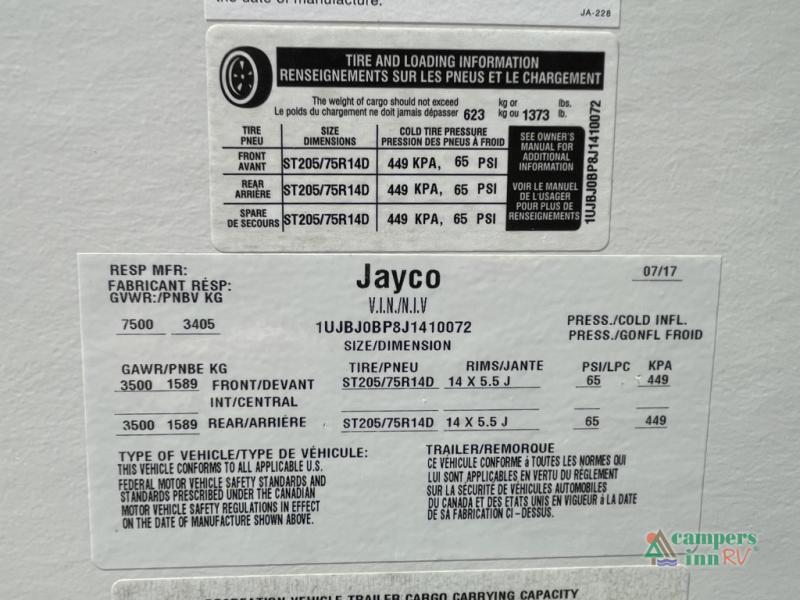 the date of manufacture.
JA-228
TIRE AND LOADING INFORMATION
RENSEIGNEMENTS SUR LES PNEUS ET LE CHARGEMENT
The weight of cargo should not exceed kg or lbs.
Le poids du chargement ne doit jamais dépasser 623 kg ou 1373 lb.
TIRE SIZE COLD TIRE PRESSURE
PNEU DIMENSIONS PRESSION DES PNEUS À FROID
FRONT
AVANT ST205/75R14D 449 KPA, 65 PSI
REAR
ARRIÈRE ST205/75R14D 449 KPA, 65 PSI
SPARE
DE SECOURS ST205/75R14D 449 KPA, 65 PSI
SEE OWNER'S
MANUAL FOR
ADDITIONAL
INFORMATION
VOIR LE MANUEL
DE L'USAGER
POUR PLUS DE
RENSEIGNEMENTS
1UJBJ0BP8J1410072
RESP MFR: Jayco 07/17
FABRICANT RÉSP:
GVWR:/PNBV KG V.I.N./N.I.V
7500 3405 1UJBJ0BP8J1410072 PRESS./COLD INFL.
SIZE/DIMENSION PRESS./GONFL FROID
GAWR/PNBE KG TIRE/PNEU RIMS/JANTE PSI/LPC KPA
3500 1589 FRONT/DEVANT ST205/75R14D 14 X 5.5 J 65 449
INT/CENTRAL
3500 1589 REAR/ARRIÈRE ST205/75R14D 14 X 5.5 J 65 449
TYPE OF VEHICLE/TYPE DE VÉHICULE: TRAILER/REMORQUE
THIS VEHICLE CONFORMS TO ALL APPLICABLE U.S.
FEDERAL MOTOR VEHICLE SAFETY STANDARDS AND
STANDARDS PRESCRIBED UNDER THE CANADIAN
MOTOR VEHICLE SAFETY REGULATIONS IN EFFECT
ON THE DATE OF MANUFACTURE SHOWN ABOVE.
CE VÉHICULE CONFORME à TOUTES LES NORMES QUI
LUI SONT APPLICABLES EN VERTU DU RÈGLEMENT
SUR LA SÉCURITÉ DE VÉHICULES AUTOMOBILES
DU CANADA ET DES ETATS UNIS EN VIGUEUR à LA DATE
DE SA FABRICATION CI-DESSUS.
campers
inn RV
RECREATION VEHICLE TRAILER CARGO CARRYING CAPACITY